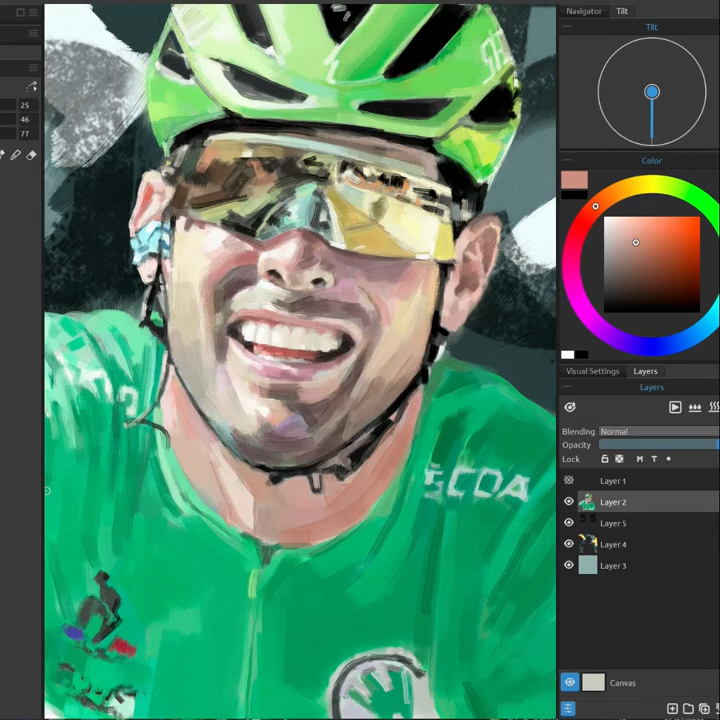 Navigator Tilt
Tilt
25
46
77
Color
Visual Settings Layers
Layers
Blending Normal
Opacity
Lock M T
Layer 1
Layer 2
Layer 5
Layer 4
Layer 3
Canvas
ŠCDA